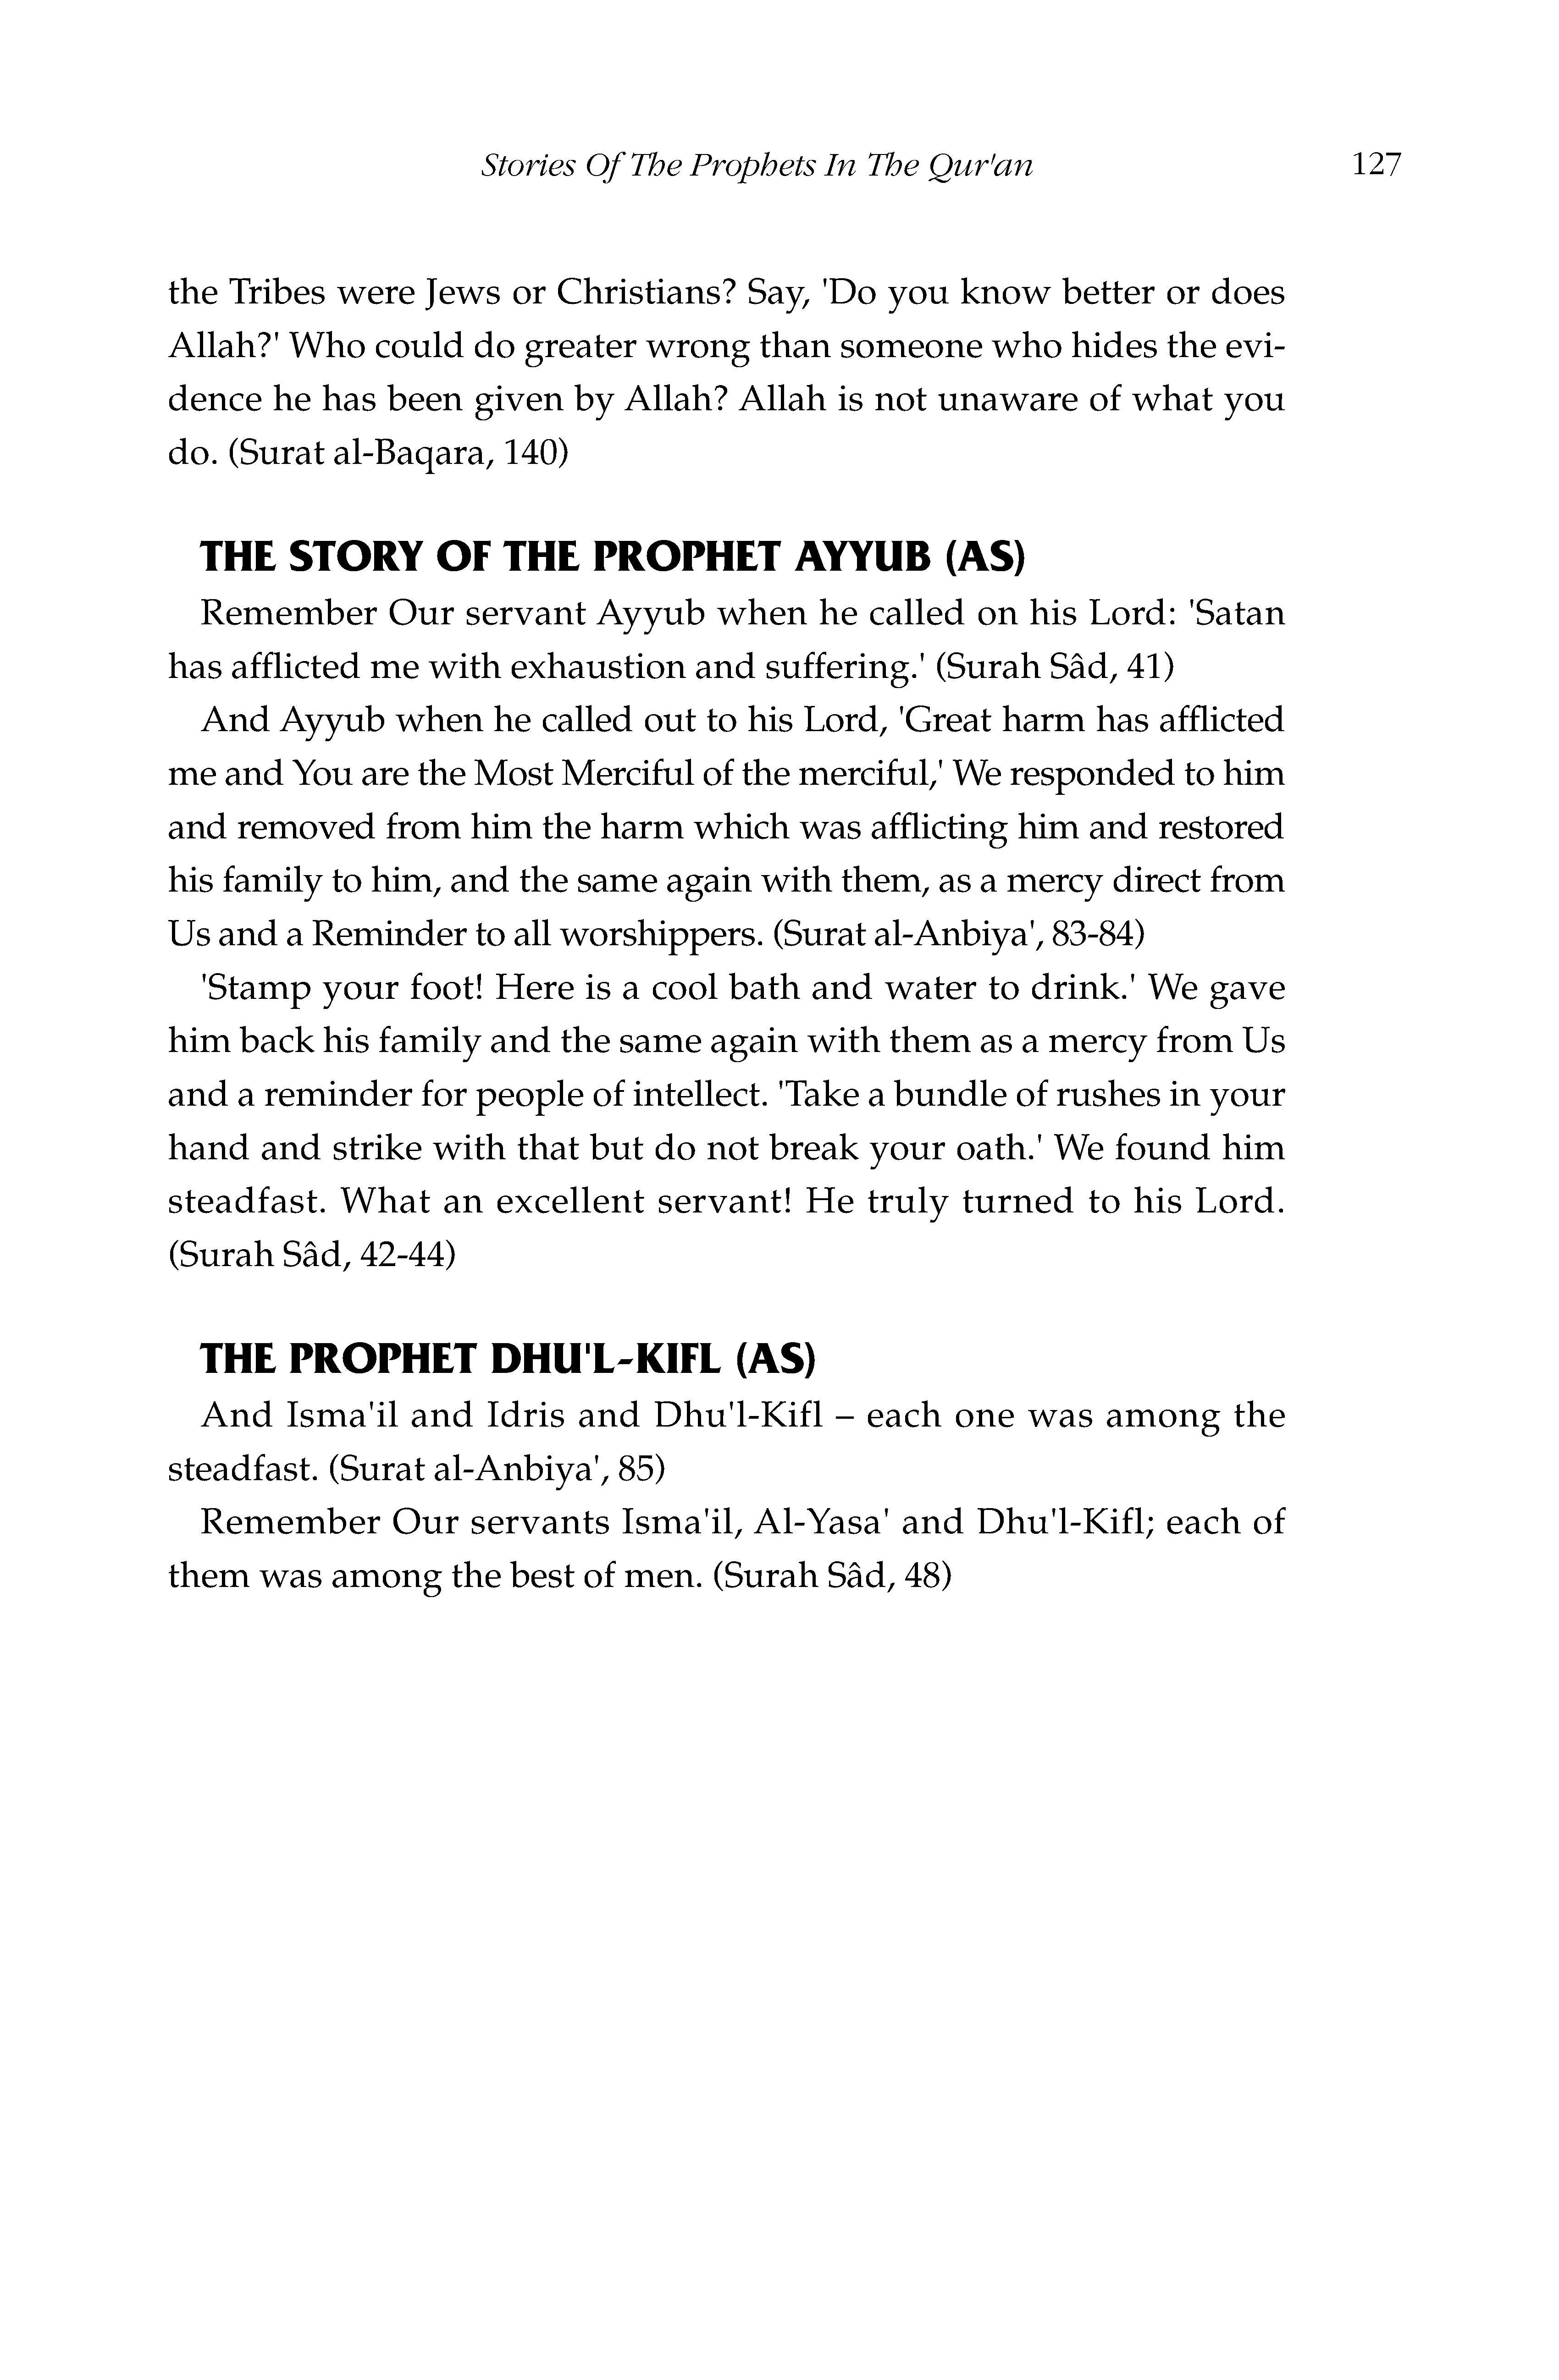 Stories Of The Prophets In The Qur'an 127
the Tribes were Jews or Christians? Say, 'Do you know better or does
Allah?' Who could do greater wrong than someone who hides the evi-
dence he has been given by Allah? Allah is not unaware of what you
do. (Surat al-Baqara, 140)
THE STORY OF THE PROPHET AYYUB (AS)
Remember Our servant Ayyub when he called on his Lord: 'Satan
has afflicted me with exhaustion and suffering.' (Surah Sâd, 41)
And Ayyub when he called out to his Lord, 'Great harm has afflicted
me and You are the Most Merciful of the merciful,' We responded to him
and removed from him the harm which was afflicting him and restored
his family to him, and the same again with them, as a mercy direct from
Us and a Reminder to all worshippers. (Surat al-Anbiya', 83-84)
'Stamp your foot! Here is a cool bath and water to drink.' We gave
him back his family and the same again with them as a mercy from Us
and a reminder for people of intellect. 'Take a bundle of rushes in your
hand and strike with that but do not break your oath.' We found him
steadfast. What an excellent servant! He truly turned to his Lord.
(Surah Sâd, 42-44)
THE PROPHET DHU'L-KIFL (AS)
And Isma'il and Idris and Dhu'l-Kifl – each one was among the
steadfast. (Surat al-Anbiya', 85)
Remember Our servants Isma'il, Al-Yasa' and Dhu'l-Kifl; each of
them was among the best of men. (Surah Sâd, 48)